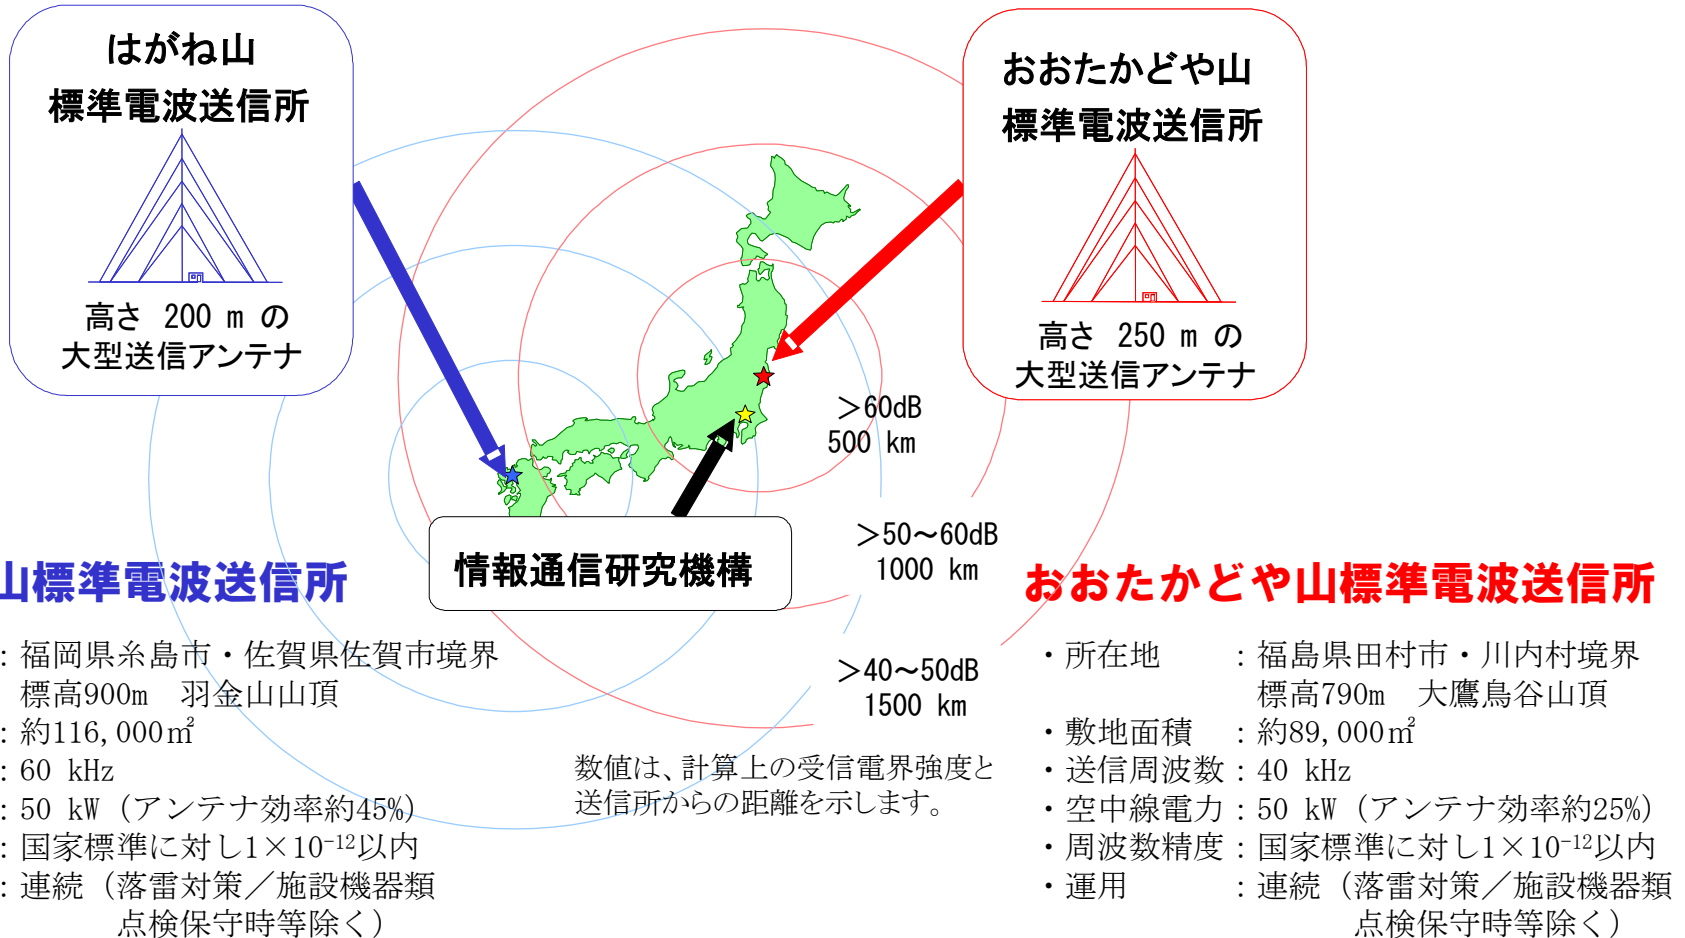 はがね山
標準電波送信所
高さ 200 m の
大型送信アンテナ
おおたかどや山
標準電波送信所
高さ 250 m の
大型送信アンテナ
>60dB
500 km
>50～60dB
1000 km
>40～50dB
1500 km
情報通信研究機構
数値は、計算上の受信電界強度と
送信所からの距離を示します。
山標準電波送信所
：福岡県糸島市・佐賀県佐賀市境界
標高900m　羽金山山頂
：約116,000㎡
：60 kHz
：50 kW（アンテナ効率約45%）
：国家標準に対し1×10⁻¹²以内
：連続（落雷対策／施設機器類
点検保守時等除く）
おおたかどや山標準電波送信所
・所在地　　：福島県田村市・川内村境界
標高790m　大鷹鳥谷山頂
・敷地面積　：約89,000㎡
・送信周波数：40 kHz
・空中線電力：50 kW（アンテナ効率約25%）
・周波数精度：国家標準に対し1×10⁻¹²以内
・運用　　　：連続（落雷対策／施設機器類
点検保守時等除く）